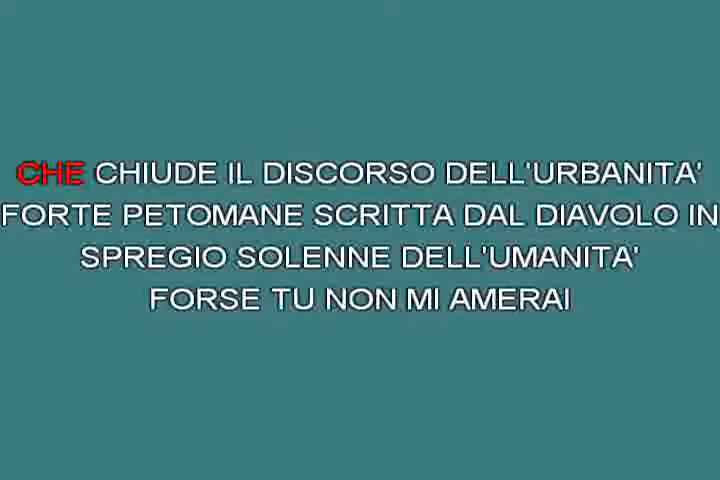 CHE CHIUDE IL DISCORSO DELL'URBANITA'
FORTE PETOMANE SCRITTA DAL DIAVOLO IN
SPREGIO SOLENNE DELL'UMANITA'
FORSE TU NON MI AMERAI